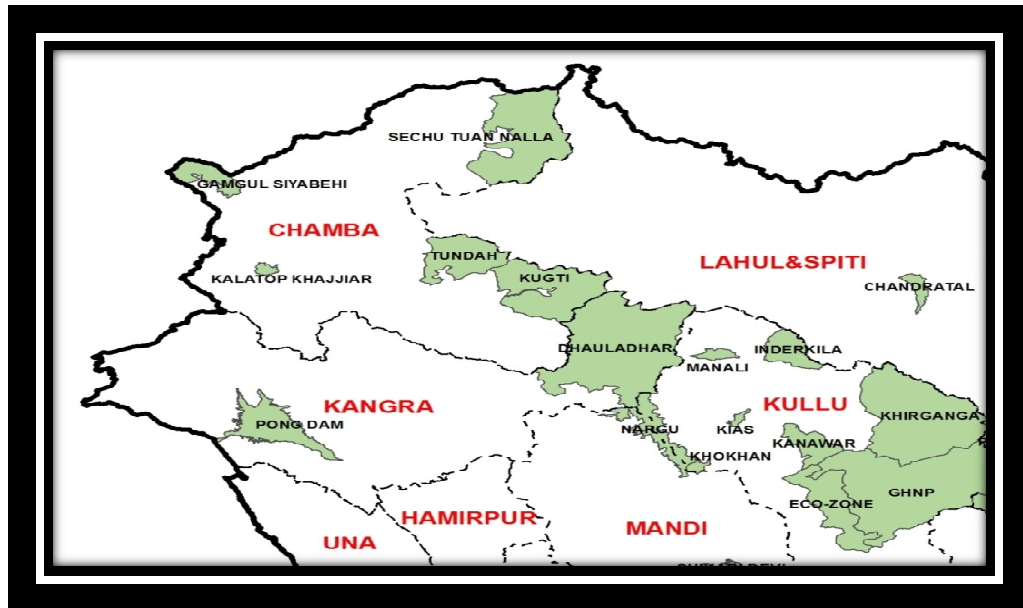 SECHU TUAN NALLA
GAMGUL SIYABEHI
CHAMBA
TUNDAH
LAHUL&SPITI
KALATOP KHAJJIAR
KUGTI
CHANDRATAL
DHAULADHAR
INDERKILA
MANALI
KANGRA
KULLU
KHIRGANGA
PONG DAM
NARGU
KIAS
KANAWAR
KHOKHAN
GHNP
ECO-ZONE
HAMIRPUR
MANDI
UNA